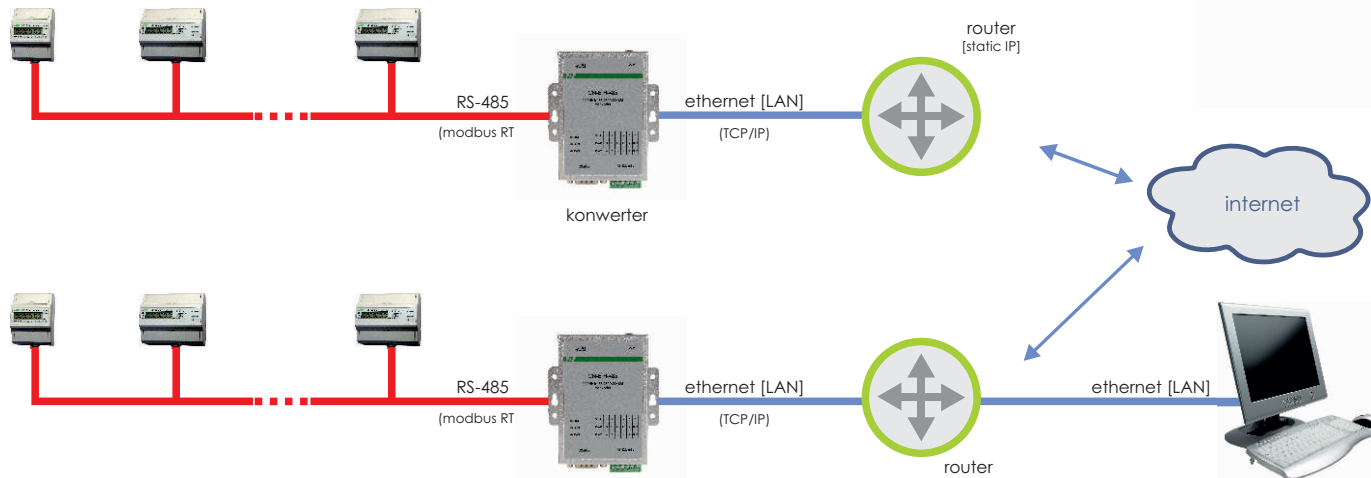 router
[static IP]
RS-485
(modbus RT
ethernet [LAN]
(TCP/IP)
konwerter
internet
RS-485
(modbus RT
ethernet [LAN]
(TCP/IP)
router
ethernet [LAN]